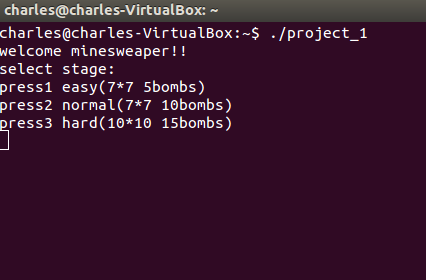 charles@charles-VirtualBox: ~
charles@charles-VirtualBox:~$ ./project_1
welcome minesweaper!!
select stage:
press1 easy(7*7 5bombs)
press2 normal(7*7 10bombs)
press3 hard(10*10 15bombs)